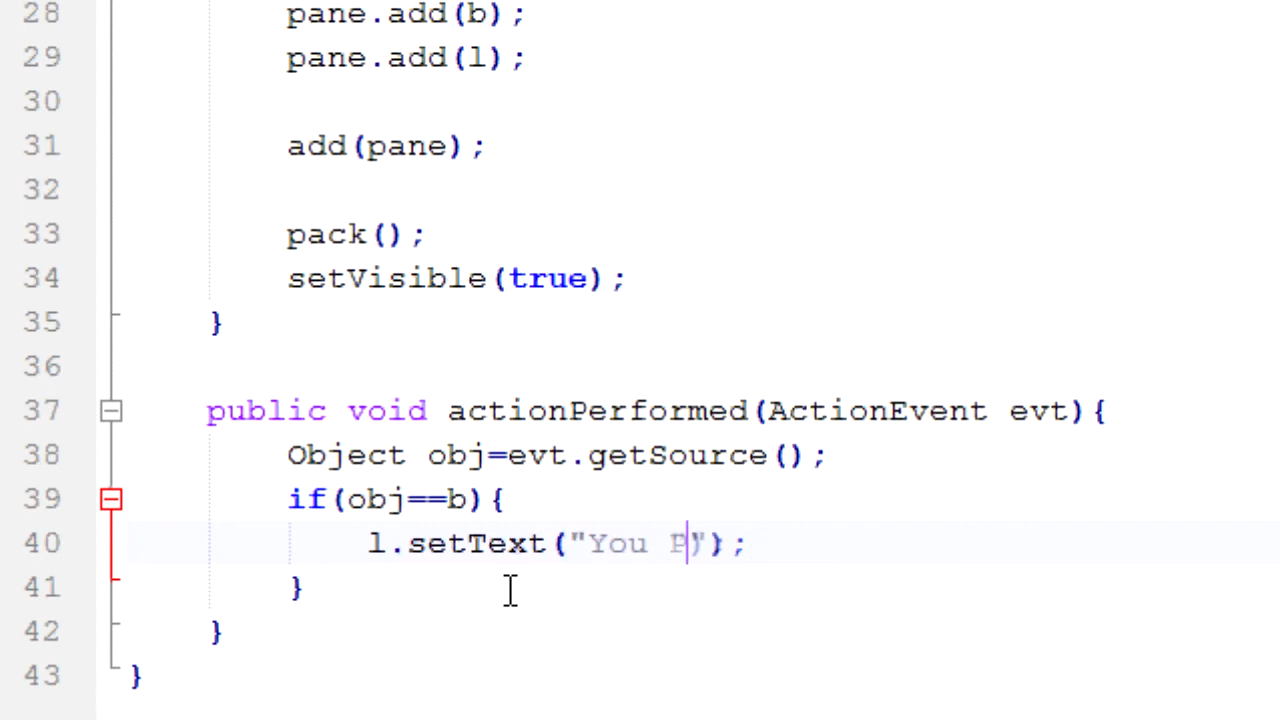 28 pane.add(b);
29 pane.add(l);
30
31 add(pane);
32
33 pack();
34 setVisible(true);
35 }
36
37 public void actionPerformed(ActionEvent evt){
38 Object obj=evt.getSource();
39 if(obj==b){
40 l.setText("You P");
41 }
42 }
43 }